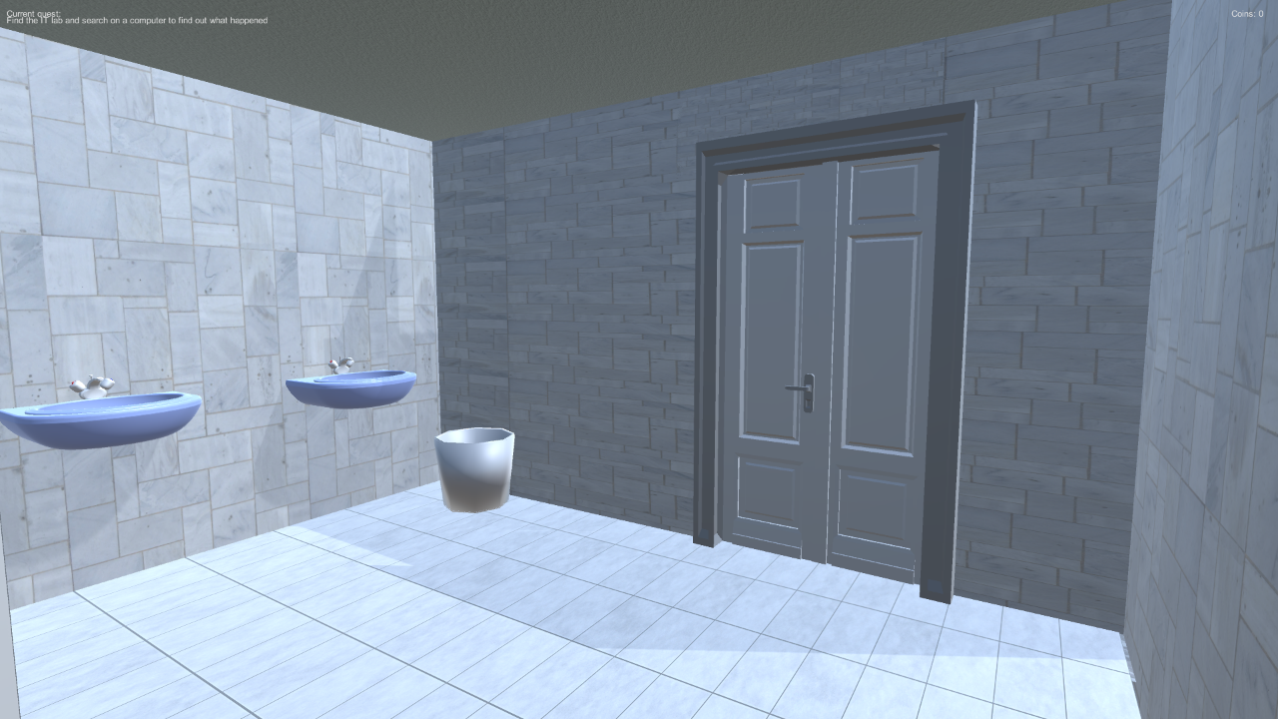 Current quest:
Find the IT lab and search on a computer to find out what happened
Coins: 0